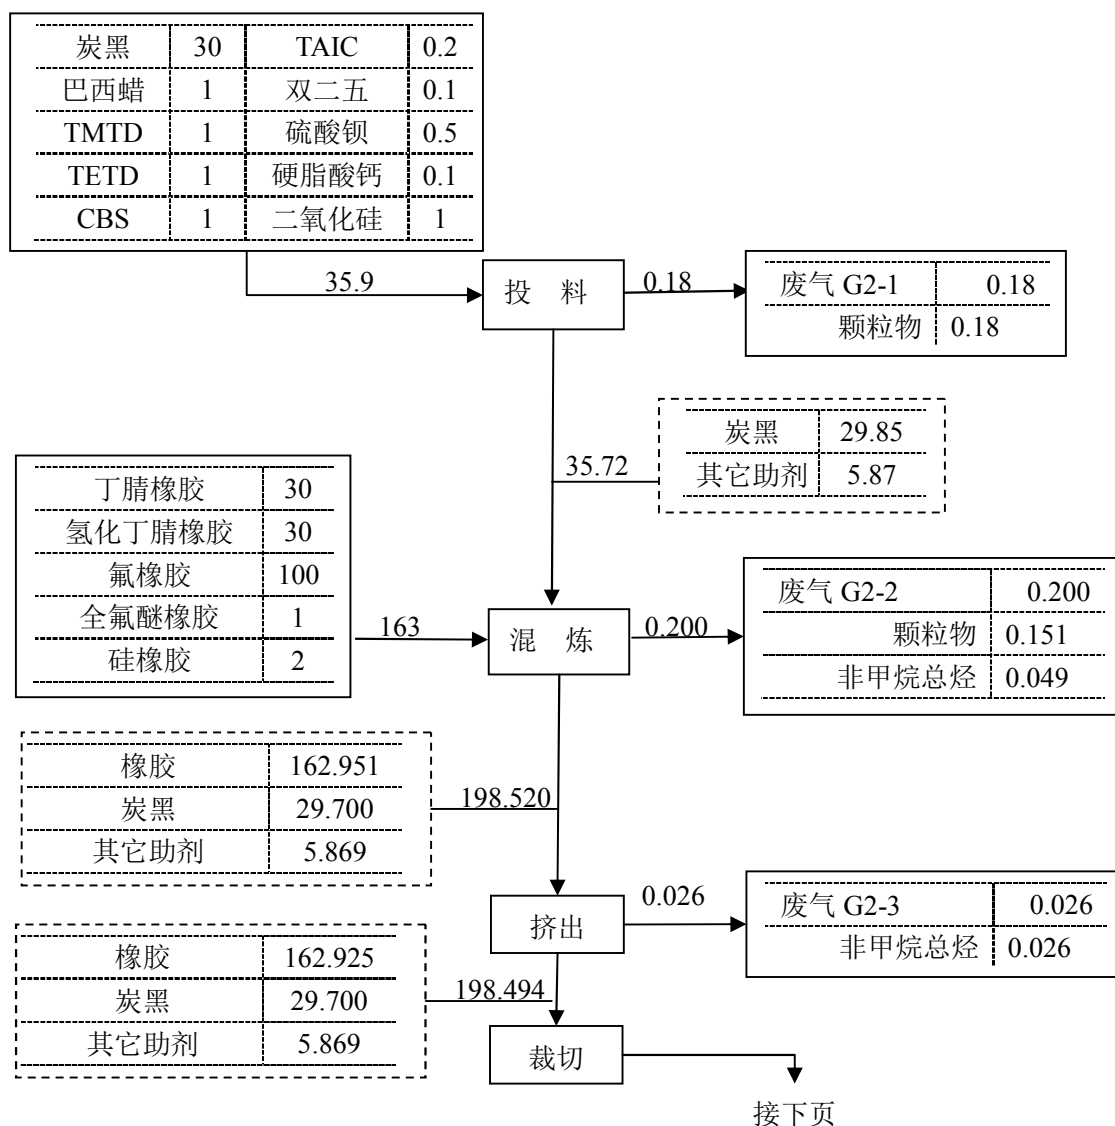 炭黑 30 TAIC 0.2
巴西蜡 1 双二五 0.1
TMTD 1 硫酸钡 0.5
TETD 1 硬脂酸钙 0.1
CBS 1 二氧化硅 1
35.9
投 料
0.18
废气 G2-1 0.18
颗粒物 0.18
炭黑 29.85
其它助剂 5.87
35.72
丁腈橡胶 30
氢化丁腈橡胶 30
氟橡胶 100
全氟醚橡胶 1
硅橡胶 2
163
混 炼
0.200
废气 G2-2 0.200
颗粒物 0.151
非甲烷总烃 0.049
橡胶 162.951
炭黑 29.700
其它助剂 5.869
198.520
挤出
0.026
废气 G2-3 0.026
非甲烷总烃 0.026
橡胶 162.925
炭黑 29.700
其它助剂 5.869
198.494
裁切
接下页